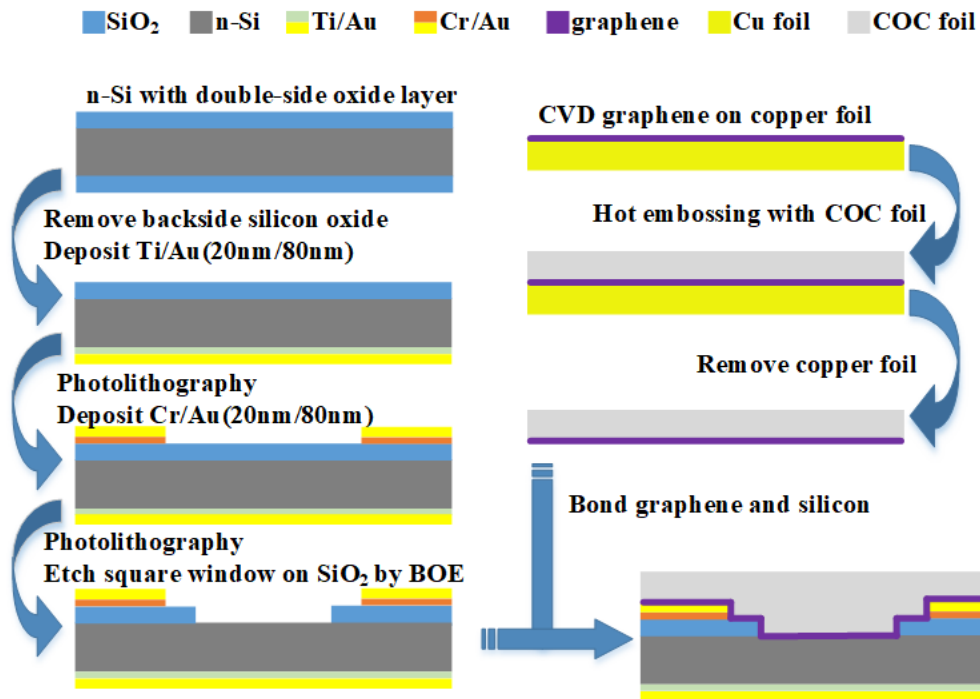 SiO₂ n-Si Ti/Au Cr/Au graphene Cu foil COC foil
n-Si with double-side oxide layer
Remove backside silicon oxide
Deposit Ti/Au(20nm/80nm)
Photolithography
Deposit Cr/Au(20nm/80nm)
Photolithography
Etch square window on SiO₂ by BOE
CVD graphene on copper foil
Hot embossing with COC foil
Remove copper foil
Bond graphene and silicon